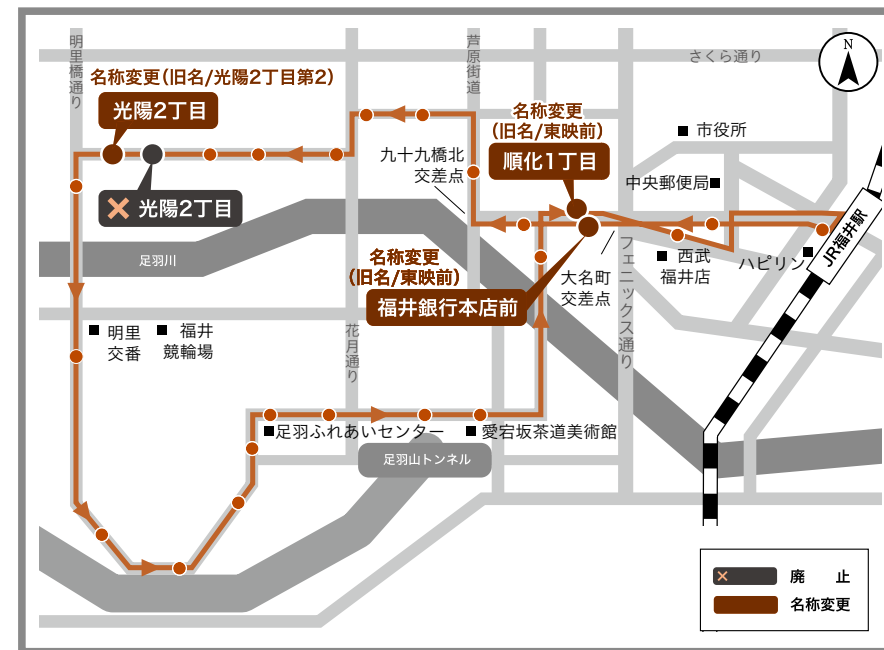 明里橋通り
芦原街道
さくら通り
N
名称変更(旧名/光陽2丁目第2)
光陽2丁目
名称変更
(旧名/東映前)
順化1丁目
市役所
九十九橋北
交差点
中央郵便局
光陽2丁目
JR福井駅
足羽川
名称変更
(旧名/東映前)
福井銀行本店前
大名町
交差点
フェニックス通り
西武
福井店
ハピリン
明里
交番
福井
競輪場
花月通り
足羽ふれあいセンター
愛宕坂茶道美術館
足羽山トンネル
廃 止
名称変更